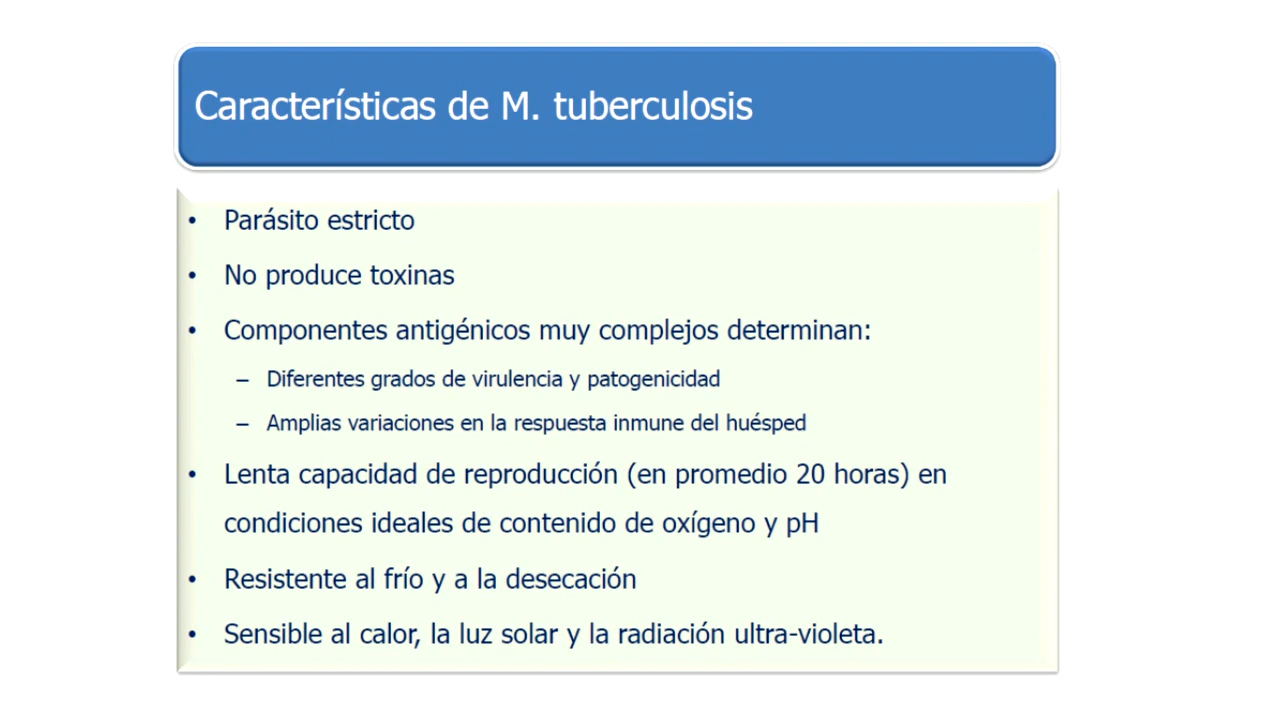 Características de M. tuberculosis
• Parásito estricto
• No produce toxinas
• Componentes antigénicos muy complejos determinan:
– Diferentes grados de virulencia y patogenicidad
– Amplias variaciones en la respuesta inmune del huésped
• Lenta capacidad de reproducción (en promedio 20 horas) en
condiciones ideales de contenido de oxígeno y pH
• Resistente al frío y a la desecación
• Sensible al calor, la luz solar y la radiación ultra-violeta.